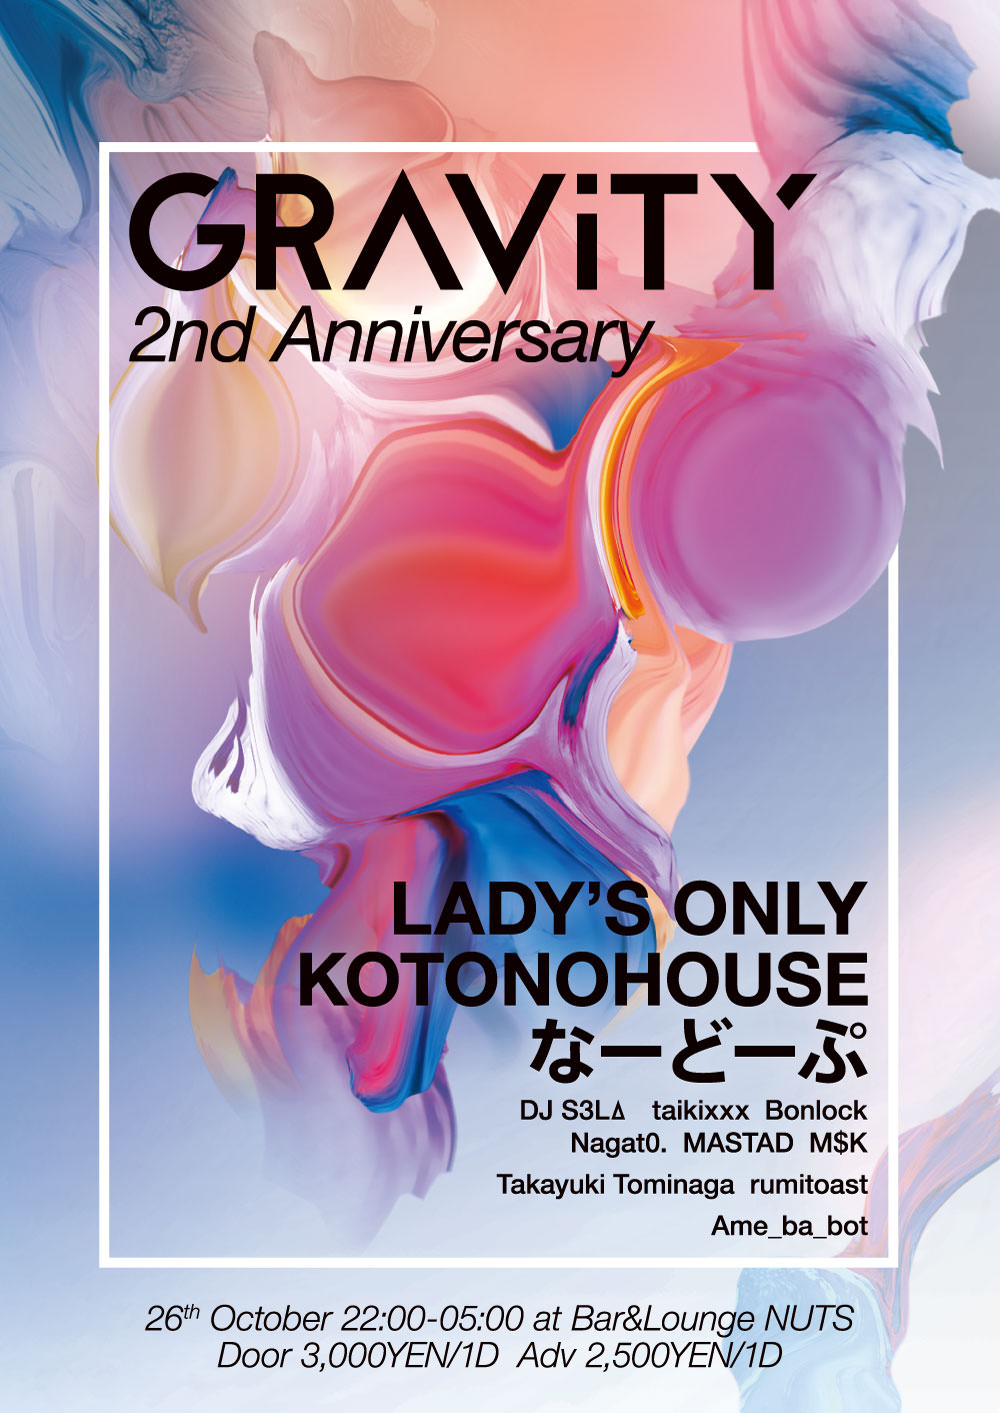 GRAViTY
2nd Anniversary
LADY’S ONLY
KOTONOHOUSE
なーどーぷ
DJ S3LΔ taikixxx Bonlock
Nagat0. MASTAD M$K
Takayuki Tominaga rumitoast
Ame_ba_bot
26th October 22:00-05:00 at Bar&Lounge NUTS
Door 3,000YEN/1D Adv 2,500YEN/1D